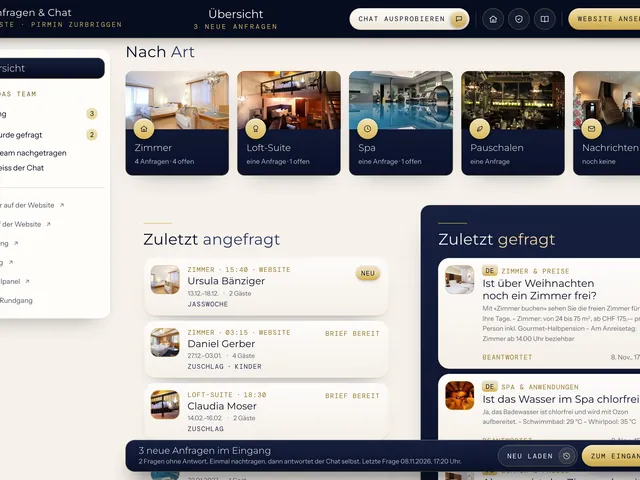 nfragen & Chat
STE · PIRMIN ZURBRIGGEN
Übersicht
3 NEUE ANFRAGEN
CHAT AUSPROBIEREN
WEBSITE ANSE
rsicht
DAS TEAM
ng 3
urde gefragt 2
eam nachgetragen
eiss der Chat
r auf der Website ↗
f der Website ↗
ng ↗
g ↗
lpanel ↗
Rundgang
Nach Art
Zimmer
4 Anfragen · 4 offen
Loft-Suite
eine Anfrage · 1 offen
Spa
eine Anfrage · 1 offen
Pauschalen
eine Anfrage
Nachrichten
noch keine
Zuletzt angefragt
ZIMMER · 15:40 · WEBSITE
NEU
Ursula Bänziger
13.12.–18.12. · 2 Gäste
JASSWOCHE
ZIMMER · 03:15 · WEBSITE
BRIEF BEREIT
Daniel Gerber
27.12.–03.01. · 4 Gäste
ZUSCHLAG · KINDER
LOFT-SUITE · 18:30
BRIEF BEREIT
Claudia Moser
14.02.–16.02. · 2 Gäste
ZUSCHLAG
Zuletzt gefragt
DE ZIMMER & PREISE
Ist über Weihnachten
noch ein Zimmer frei?
Mit «Zimmer buchen» sehen Sie die freien Zimmer für
Ihre Tage. – Zimmer: von 24 bis 75 m², ab CHF 175,— pr
Person inkl. Gourmet-Halbpension – Am Anreisetag:
Zimmer ab 14.00 Uhr beziehbar
BEANTWORTET
8. Nov., 17
DE SPA & ANWENDUNGEN
Ist das Wasser im Spa chlorfrei
Ja, das Badewasser ist chlorfrei und wird mit Ozon
aufbereitet. – Schwimmbad: 29 °C – Whirlpool: 35 °C
3 neue Anfragen im Eingang
2 Fragen ohne Antwort. Einmal nachtragen, dann antwortet der Chat selbst. Letzte Frage 08.11.2026, 17:20 Uhr.
NEU LADEN
ZUM EINGAN